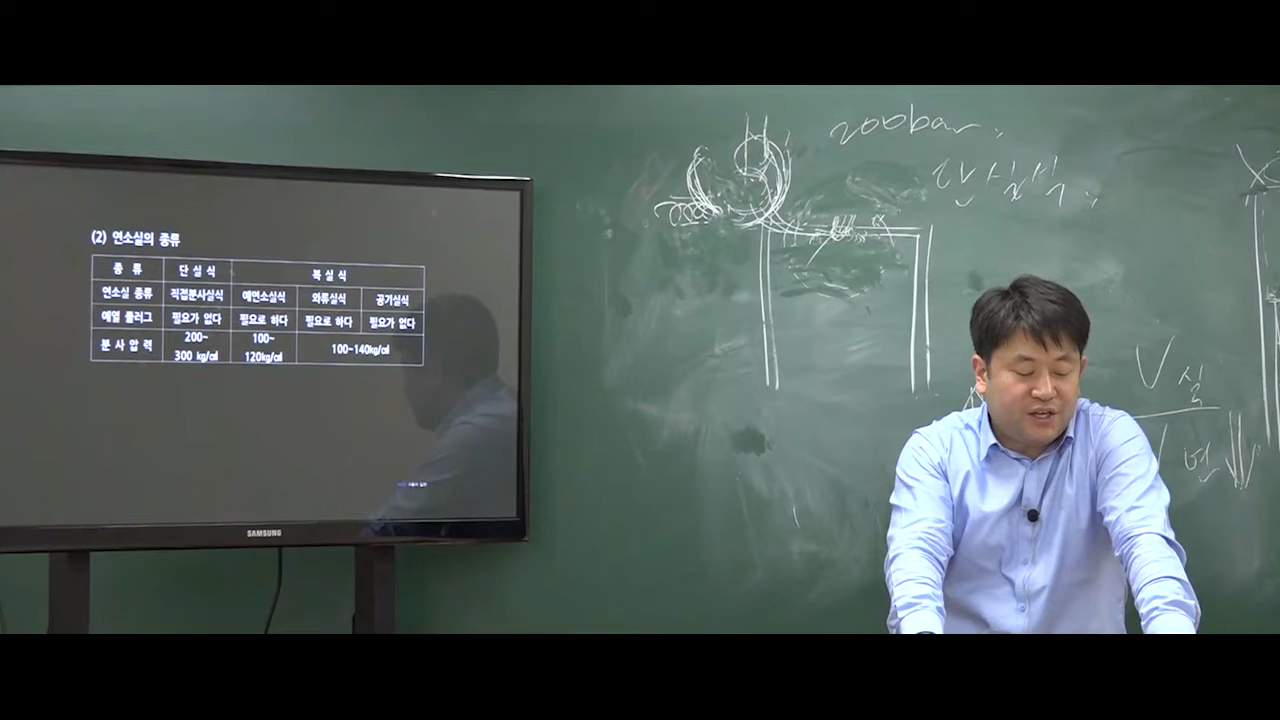 (2) 연소실의 종류
종 류 단 실 식 복 실 식
연소실 종류 직접분사실식 예연소실식 와류실식 공기실식
예열 플러그 필요가 없다 필요로 하다 필요로 하다 필요가 없다
분 사 압 력 200~ 300 kg/㎠ 100~ 120kg/㎠ 100~140kg/㎠
SAMSUNG
200bar
단실식
V실
V면